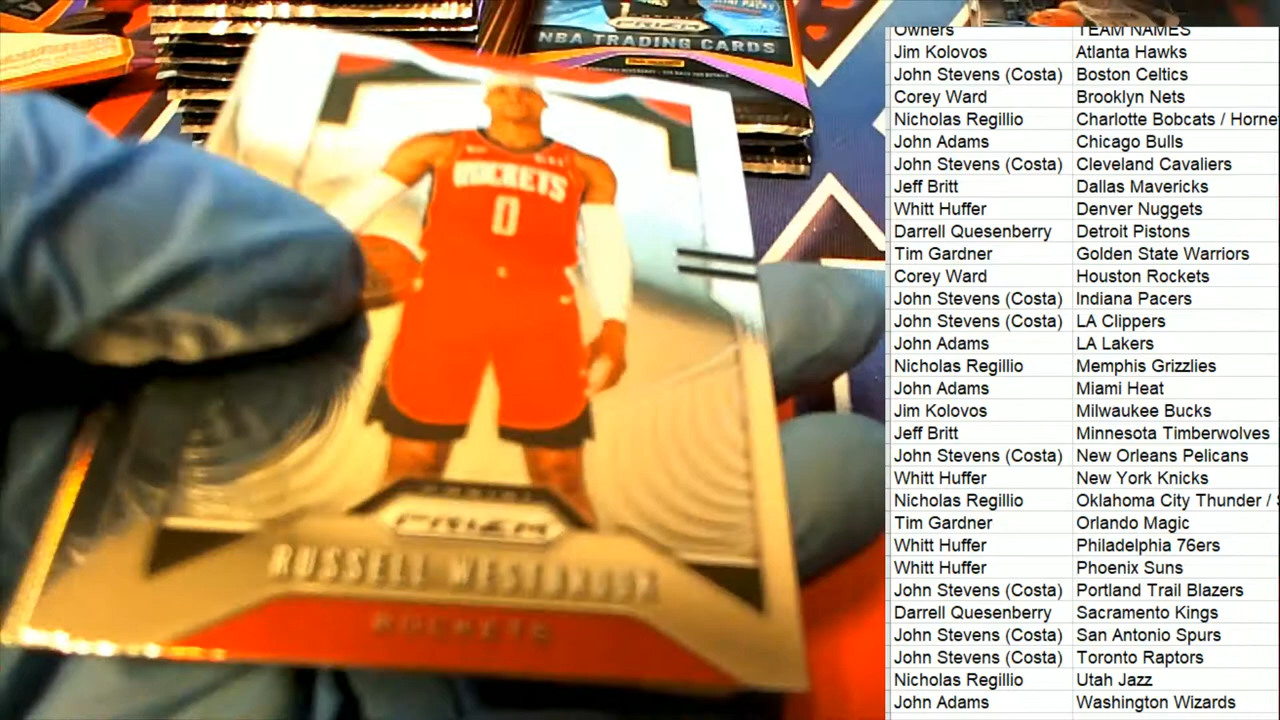 PRIZM
NBA TRADING CARDS
ROCKETS
0
PANINI
PRIZM
RUSSELL WESTBROOK
ROCKETS
Owners TEAM NAMES
Jim Kolovos Atlanta Hawks
John Stevens (Costa) Boston Celtics
Corey Ward Brooklyn Nets
Nicholas Regillio Charlotte Bobcats / Horne
John Adams Chicago Bulls
John Stevens (Costa) Cleveland Cavaliers
Jeff Britt Dallas Mavericks
Whitt Huffer Denver Nuggets
Darrell Quesenberry Detroit Pistons
Tim Gardner Golden State Warriors
Corey Ward Houston Rockets
John Stevens (Costa) Indiana Pacers
John Stevens (Costa) LA Clippers
John Adams LA Lakers
Nicholas Regillio Memphis Grizzlies
John Adams Miami Heat
Jim Kolovos Milwaukee Bucks
Jeff Britt Minnesota Timberwolves
John Stevens (Costa) New Orleans Pelicans
Whitt Huffer New York Knicks
Nicholas Regillio Oklahoma City Thunder /
Tim Gardner Orlando Magic
Whitt Huffer Philadelphia 76ers
Whitt Huffer Phoenix Suns
John Stevens (Costa) Portland Trail Blazers
Darrell Quesenberry Sacramento Kings
John Stevens (Costa) San Antonio Spurs
John Stevens (Costa) Toronto Raptors
Nicholas Regillio Utah Jazz
John Adams Washington Wizards